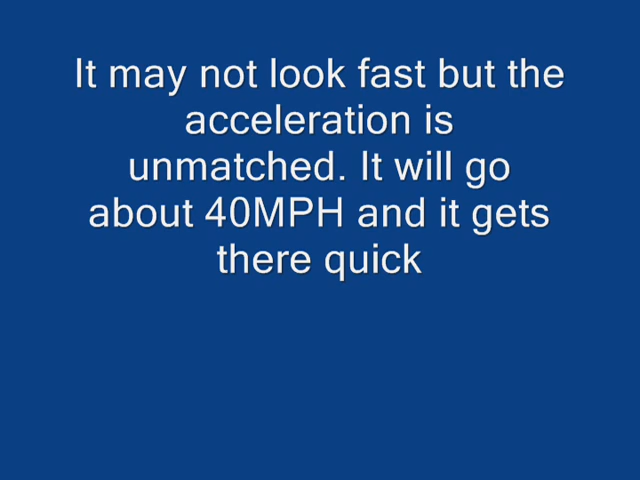 It may not look fast but the
acceleration is
unmatched. It will go
about 40MPH and it gets
there quick